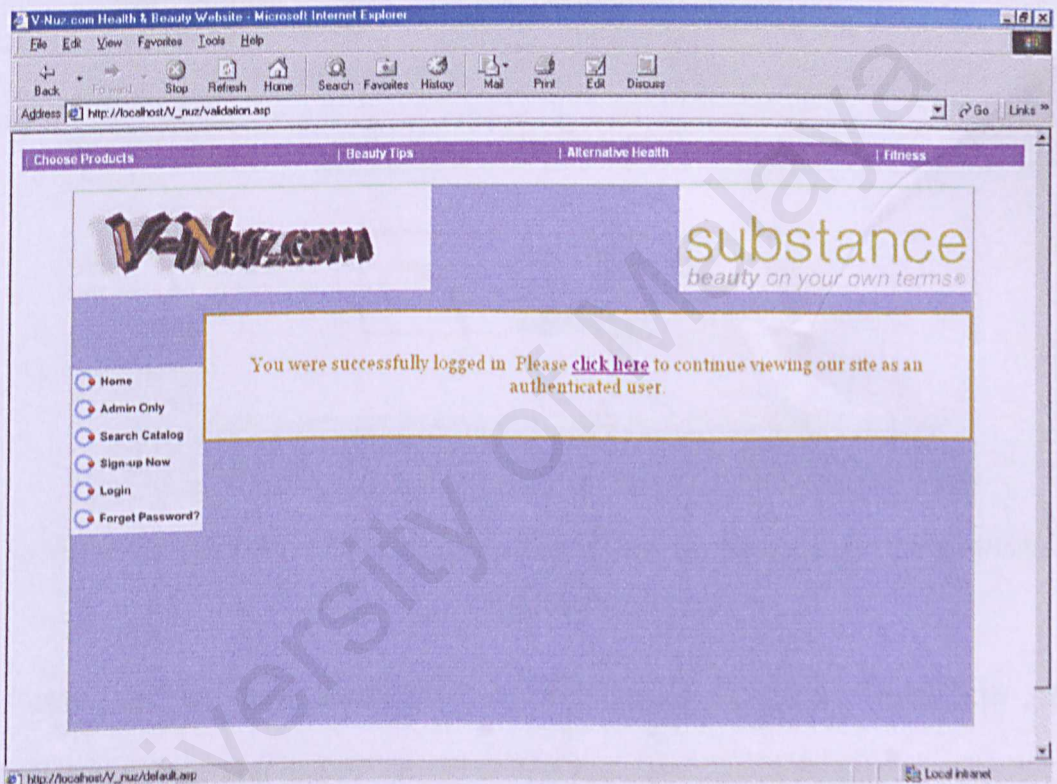 V-Nuz.com Health & Beauty Website - Microsoft Internet Explorer
File Edit View Favorites Tools Help
Back Forward Stop Refresh Home Search Favorites History Mail Print Edit Discuss
Address http://localhost/V_nuz/validation.asp Go Links »
| Choose Products | Beauty Tips | Alternative Health | Fitness
V-Nuz.com
substance
beauty on your own terms®
You were successfully logged in Please click here to continue viewing our site as an
authenticated user.
Home
Admin Only
Search Catalog
Sign-up Now
Login
Forget Password?
http://localhost/V_nuz/default.asp Local intranet
versity of Malaya